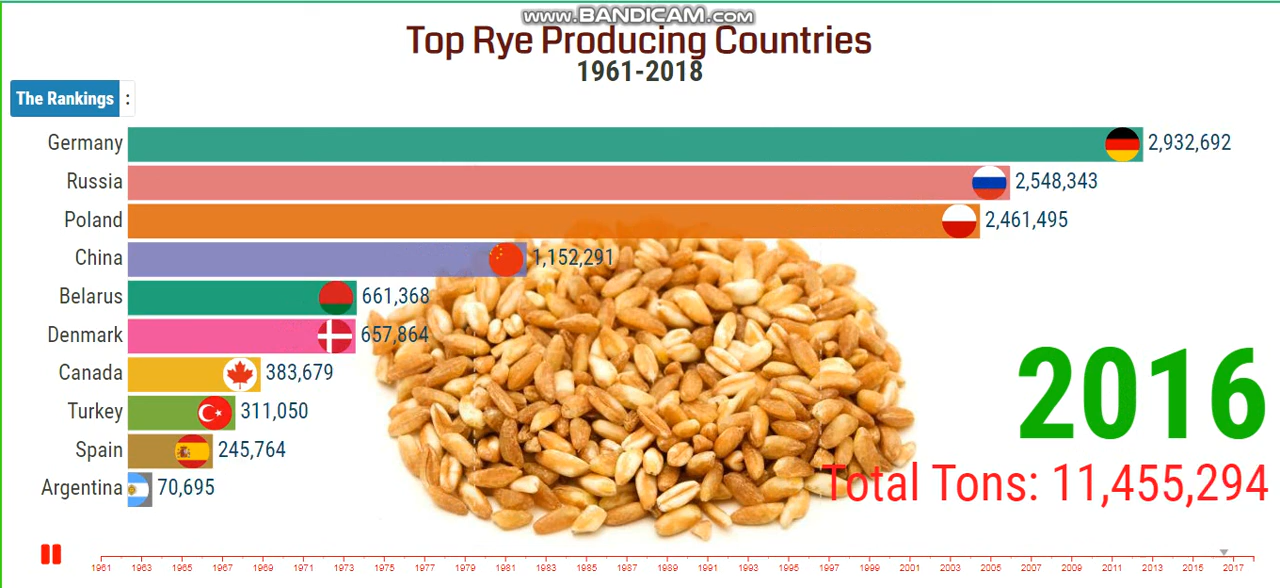 www.BANDICAM.com
Top Rye Producing Countries
1961-2018
The Rankings :
Germany 2,932,692
Russia 2,548,343
Poland 2,461,495
China 1,152,291
Belarus 661,368
Denmark 657,864
Canada 383,679
Turkey 311,050
Spain 245,764
Argentina 70,695
2016
Total Tons: 11,455,294
1961 1963 1965 1967 1969 1971 1973 1975 1977 1979 1981 1983 1985 1987 1989 1991 1993 1995 1997 1999 2001 2003 2005 2007 2009 2011 2013 2015 2017